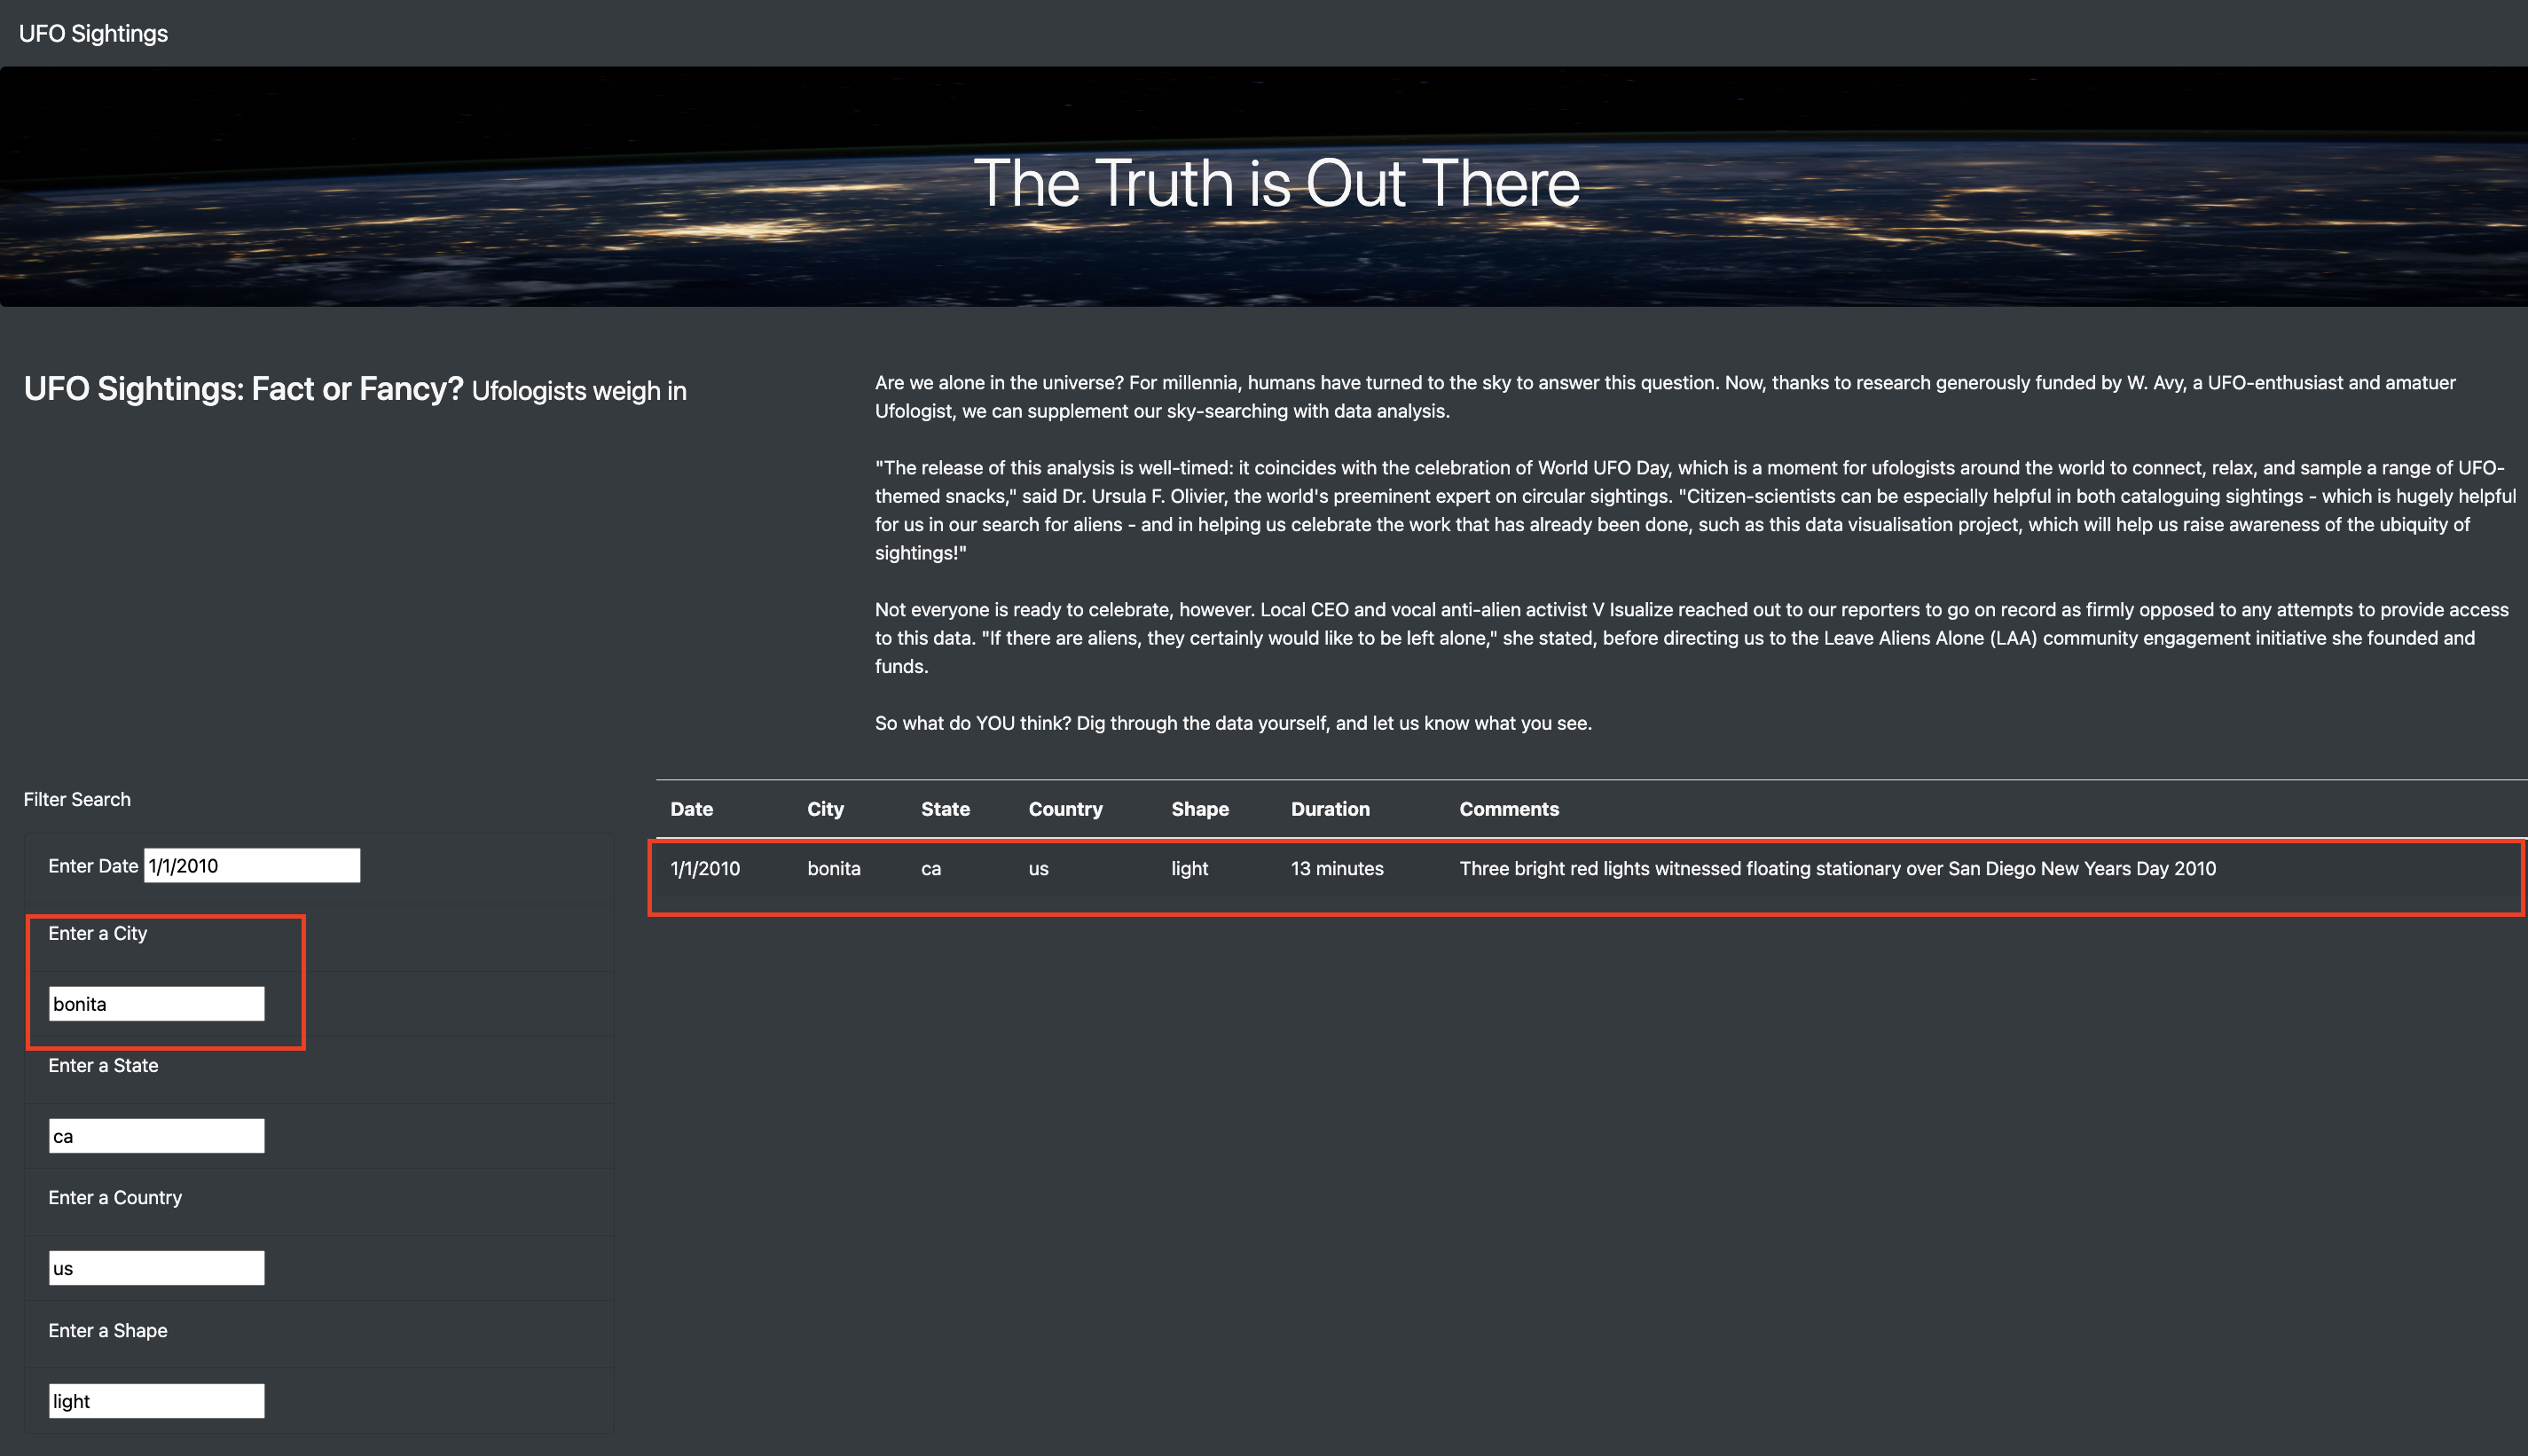 UFO Sightings
The Truth is Out There
UFO Sightings: Fact or Fancy? Ufologists weigh in
Are we alone in the universe? For millennia, humans have turned to the sky to answer this question. Now, thanks to research generously funded by W. Avy, a UFO-enthusiast and amatuer
Ufologist, we can supplement our sky-searching with data analysis.
"The release of this analysis is well-timed: it coincides with the celebration of World UFO Day, which is a moment for ufologists around the world to connect, relax, and sample a range of UFO-
themed snacks," said Dr. Ursula F. Olivier, the world's preeminent expert on circular sightings. "Citizen-scientists can be especially helpful in both cataloguing sightings - which is hugely helpful
for us in our search for aliens - and in helping us celebrate the work that has already been done, such as this data visualisation project, which will help us raise awareness of the ubiquity of
sightings!"
Not everyone is ready to celebrate, however. Local CEO and vocal anti-alien activist V Isualize reached out to our reporters to go on record as firmly opposed to any attempts to provide access
to this data. "If there are aliens, they certainly would like to be left alone," she stated, before directing us to the Leave Aliens Alone (LAA) community engagement initiative she founded and
funds.
So what do YOU think? Dig through the data yourself, and let us know what you see.
Filter Search
Enter Date 1/1/2010
Enter a City
bonita
Enter a State
ca
Enter a Country
us
Enter a Shape
light
Date City State Country Shape Duration Comments
1/1/2010 bonita ca us light 13 minutes Three bright red lights witnessed floating stationary over San Diego New Years Day 2010